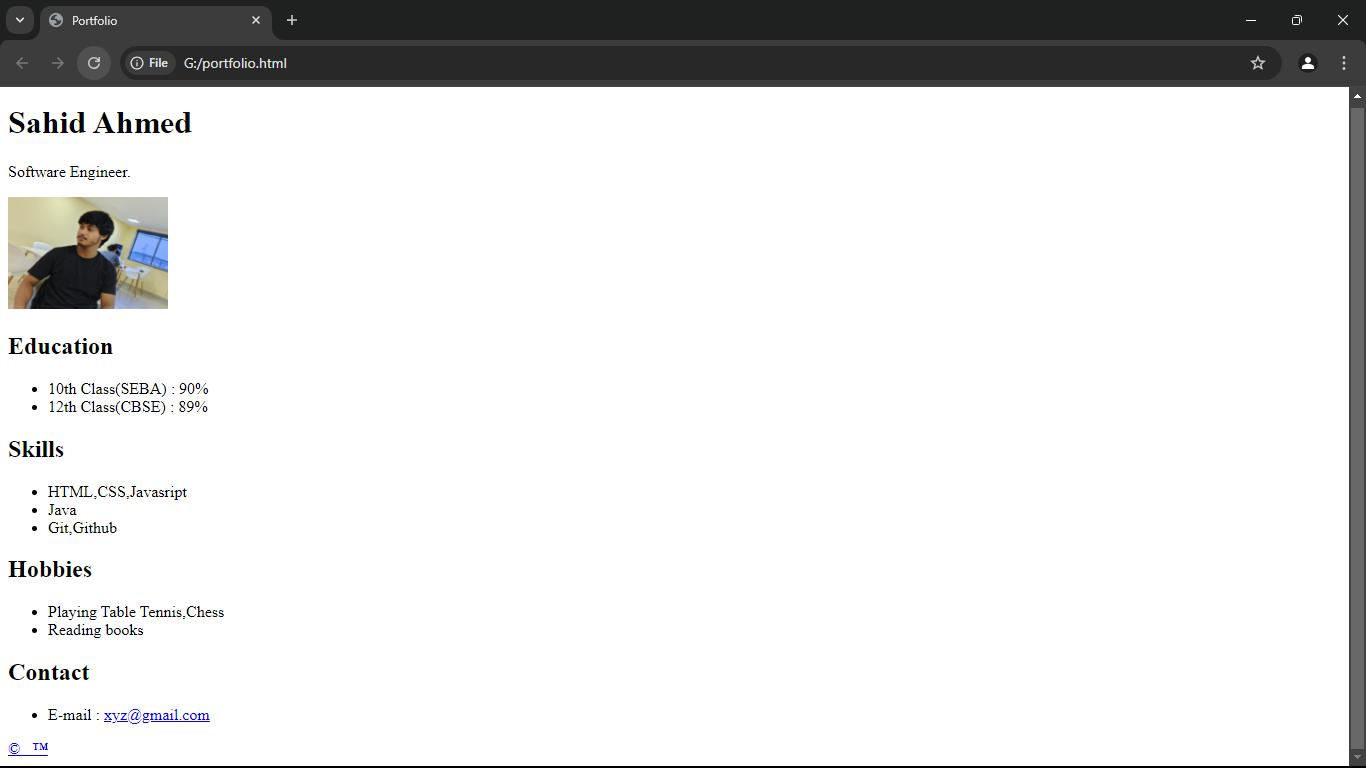 Portfolio
File G:/portfolio.html
Sahid Ahmed
Software Engineer.
Education
10th Class(SEBA) : 90%
12th Class(CBSE) : 89%
Skills
HTML,CSS,Javasript
Java
Git,Github
Hobbies
Playing Table Tennis,Chess
Reading books
Contact
E-mail : xyz@gmail.com
© ™